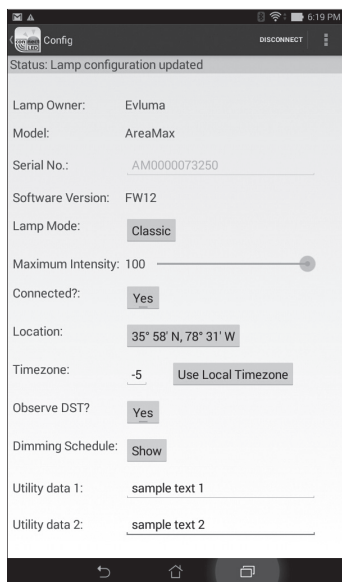 6:19 PM
connect LED
Config
DISCONNECT
Status: Lamp configuration updated
Lamp Owner: Evluma
Model: AreaMax
Serial No.: AM0000073250
Software Version: FW12
Lamp Mode: Classic
Maximum Intensity: 100
Connected?: Yes
Location: 35° 58' N, 78° 31' W
Timezone: -5 Use Local Timezone
Observe DST? Yes
Dimming Schedule: Show
Utility data 1: sample text 1
Utility data 2: sample text 2